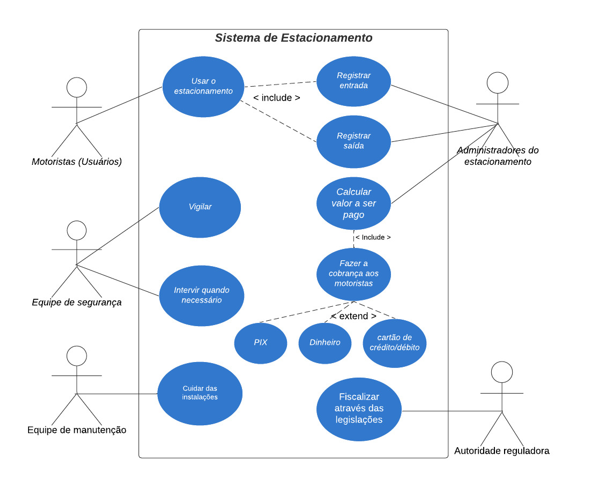 Sistema de Estacionamento
Usar o
estacionamento
< include >
Registrar
entrada
Registrar
saída
Motoristas (Usuários)
Administradores do
estacionamento
Vigilar
Calcular
valor a ser
pago
< Include >
Equipe de segurança
Intervir quando
necessário
Fazer a
cobrança aos
motoristas
< extend >
PIX
Dinheiro
cartão de
crédito/débito
Cuidar das
instalações
Equipe de manutenção
Fiscalizar
através das
legislações
Autoridade reguladora